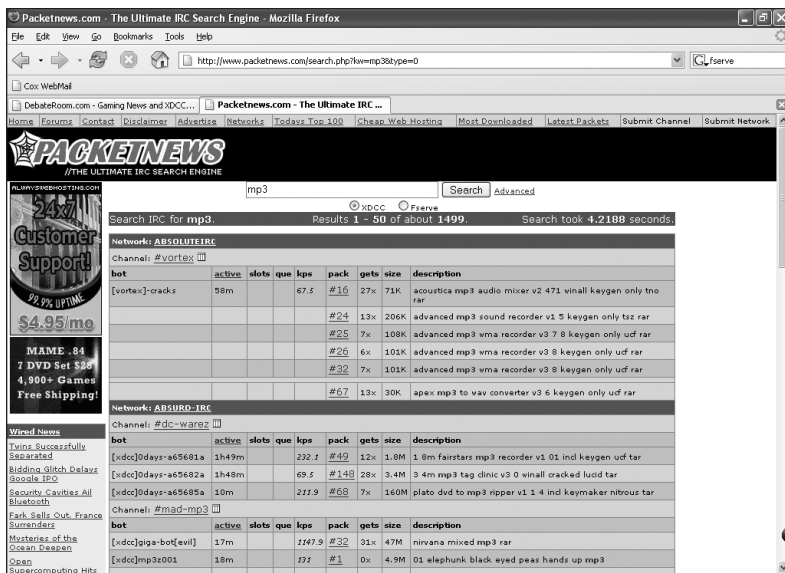 Packetnews.com - The Ultimate IRC Search Engine - Mozilla Firefox
File Edit View Go Bookmarks Tools Help
http://www.packetnews.com/search.php?kw=mp3&type=0
fserve
Cox WebMail
DebateRoom.com - Gaming News and XDCC...
Packetnews.com - The Ultimate IRC ...
Home Forums Contact Disclaimer Advertise Networks Todays Top 100 Cheap Web Hosting Most Downloaded Latest Packets Submit Channel Submit Network
PACKETNEWS
//THE ULTIMATE IRC SEARCH ENGINE
ALWAYSWEBHOSTING.COM
24x7
Customer
Support!
99.9% UPTIME
$4.95/mo
MAME .84
7 DVD Set $28
4,900+ Games
Free Shipping!
Wired News
Twins Successfully
Separated
Bidding Glitch Delays
Google IPO
Security Cavities Ail
Bluetooth
Fark Sells Out. France
Surrenders
Mysteries of the
Ocean Deepen
Open
Supercomputing Hits
mp3 Search Advanced
XDCC Fserve
Search IRC for mp3. Results 1 - 50 of about 1499. Search took 4.2188 seconds.
Network: ABSOLUTEIRC
Channel: #vortex
bot active slots que kps pack gets size description
[vortex]-cracks 58m 67.5 #16 27x 71K acoustica mp3 audio mixer v2 471 winall keygen only tno
rar
#24 13x 206K advanced mp3 sound recorder v1 5 keygen only tsz rar
#25 7x 108K advanced mp3 wma recorder v3 7 8 keygen only ucf rar
#26 6x 101K advanced mp3 wma recorder v3 8 keygen only ucf rar
#32 7x 101K advanced mp3 wma recorder v3 8 keygen only ucf rar
#67 13x 30K apex mp3 to wav converter v3 6 keygen only ucf rar
Network: ABSURD-IRC
Channel: #dc-warez
bot active slots que kps pack gets size description
[xdcc]0days-a65681a 1h49m 232.1 #49 12x 1.8M 1 8m fairstars mp3 recorder v1 01 incl keygen ucf tar
[xdcc]0days-a65682a 1h48m 69.5 #148 28x 3.4M 3 4m mp3 tag clinic v3 0 winall cracked lucid tar
[xdcc]0days-a65685a 10m 211.9 #68 7x 160M plato dvd to mp3 ripper v1 1 4 incl keymaker nitrous tar
Channel: #mad-mp3
bot active slots que kps pack gets size description
[xdcc]giga-bot[evil] 17m 1147.9 #32 31x 47M nirvana mixed mp3 rar
[xdcc]mp3z001 18m 131 #1 0x 4.9M 01 elephunk black eyed peas hands up mp3